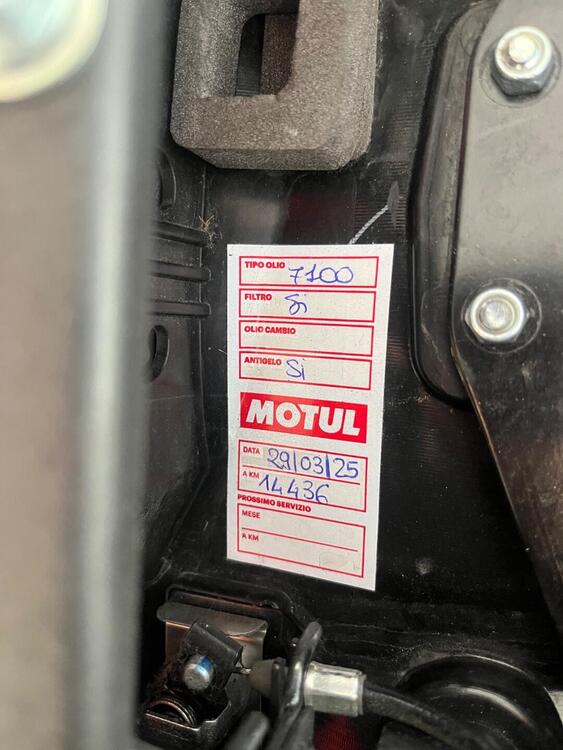 TIPO OLIO 7100
FILTRO Si
OLIO CAMBIO
ANTIGELO Si
MOTUL
DATA 29/03/25
A KM 14436
PROSSIMO SERVIZIO
MESE
A KM